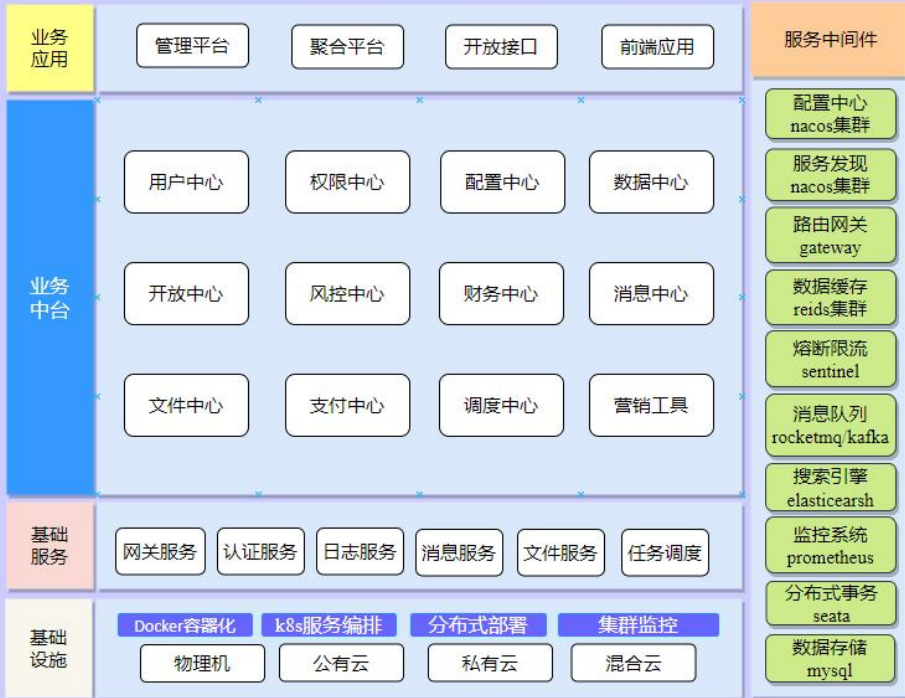 业务
应用
管理平台
聚合平台
开放接口
前端应用
业务
中台
用户中心
权限中心
配置中心
数据中心
开放中心
风控中心
财务中心
消息中心
文件中心
支付中心
调度中心
营销工具
基础
服务
网关服务
认证服务
日志服务
消息服务
文件服务
任务调度
基础
设施
Docker容器化
k8s服务编排
分布式部署
集群监控
物理机
公有云
私有云
混合云
服务中间件
配置中心
nacos集群
服务发现
nacos集群
路由网关
gateway
数据缓存
reids集群
熔断限流
sentinel
消息队列
rocketmq/kafka
搜索引擎
elasticearsh
监控系统
prometheus
分布式事务
seata
数据存储
mysql